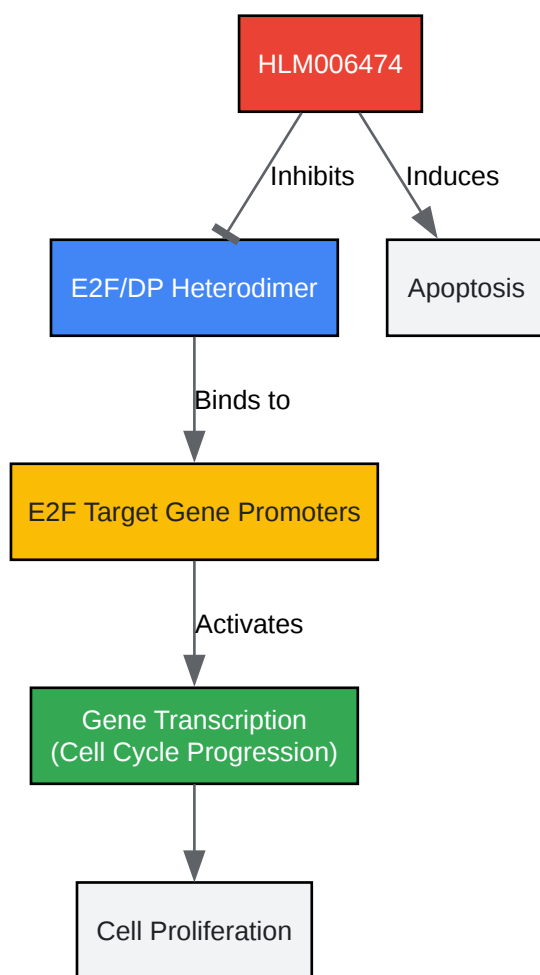 HLM006474
Inhibits
Induces
E2F/DP Heterodimer
Apoptosis
Binds to
E2F Target Gene Promoters
Activates
Gene Transcription
(Cell Cycle Progression)
Cell Proliferation